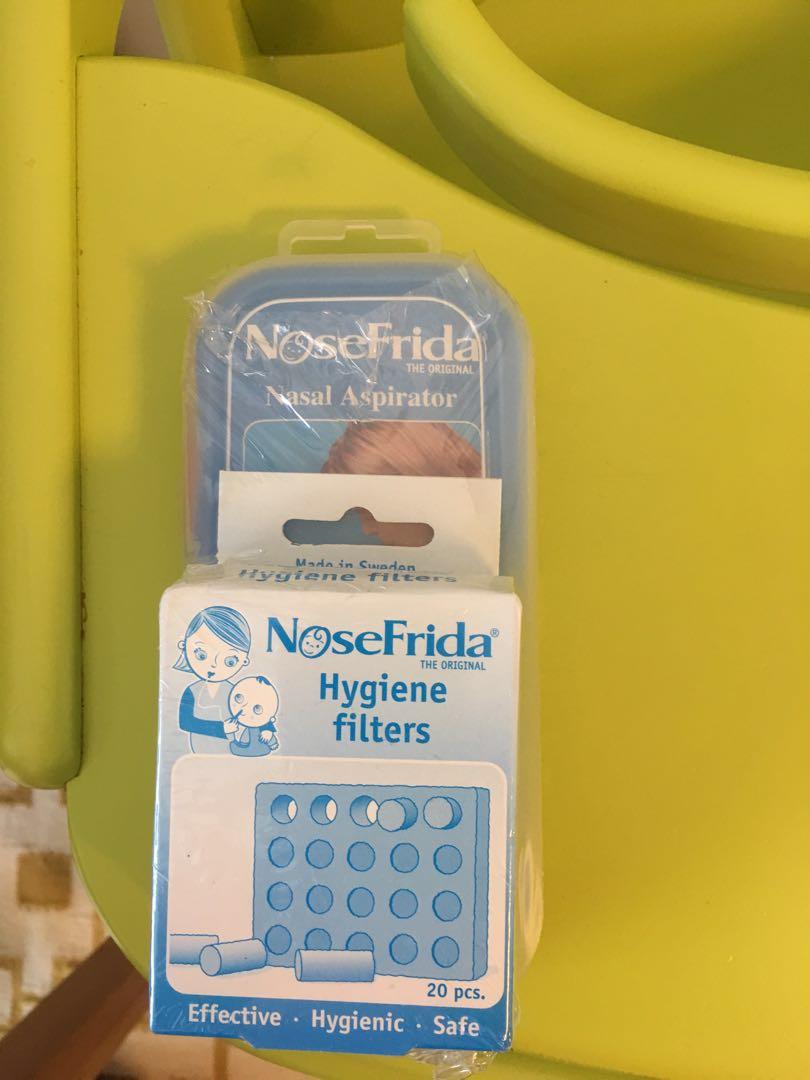 NoseFrida
THE ORIGINAL
Nasal Aspirator
Made in Sweden
Hygiene filters
NoseFrida®
THE ORIGINAL
Hygiene
filters
20 pcs.
Effective · Hygienic · Safe